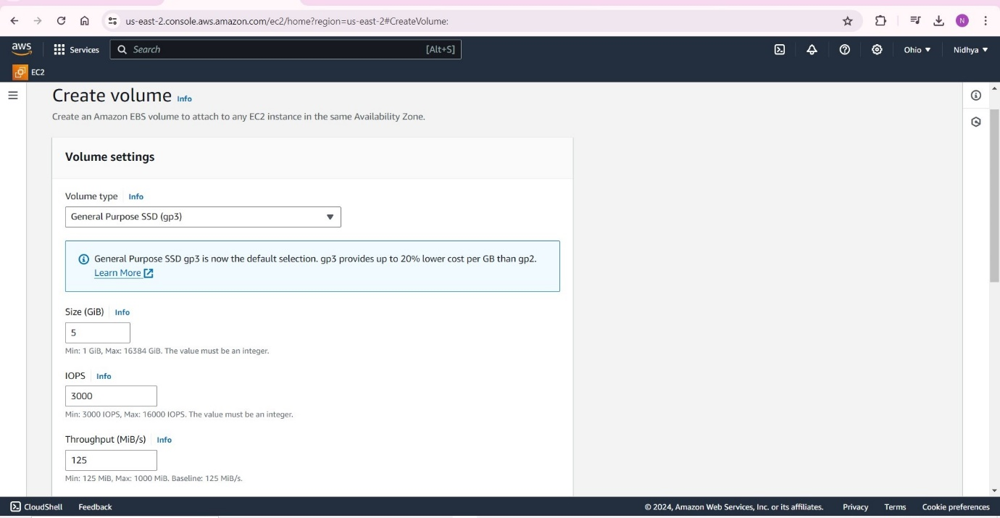 us-east-2.console.aws.amazon.com/ec2/home?region=us-east-2#CreateVolume:
N
aws
Services
Search
[Alt+S]
Ohio
Nidhya
EC2
Create volume Info
Create an Amazon EBS volume to attach to any EC2 instance in the same Availability Zone.
Volume settings
Volume type Info
General Purpose SSD (gp3)
General Purpose SSD gp3 is now the default selection. gp3 provides up to 20% lower cost per GB than gp2.
Learn More
Size (GiB) Info
5
Min: 1 GiB, Max: 16384 GiB. The value must be an integer.
IOPS Info
3000
Min: 3000 IOPS, Max: 16000 IOPS. The value must be an integer.
Throughput (MiB/s) Info
125
Min: 125 MiB, Max: 1000 MiB. Baseline: 125 MiB/s.
CloudShell Feedback © 2024, Amazon Web Services, Inc. or its affiliates. Privacy Terms Cookie preferences